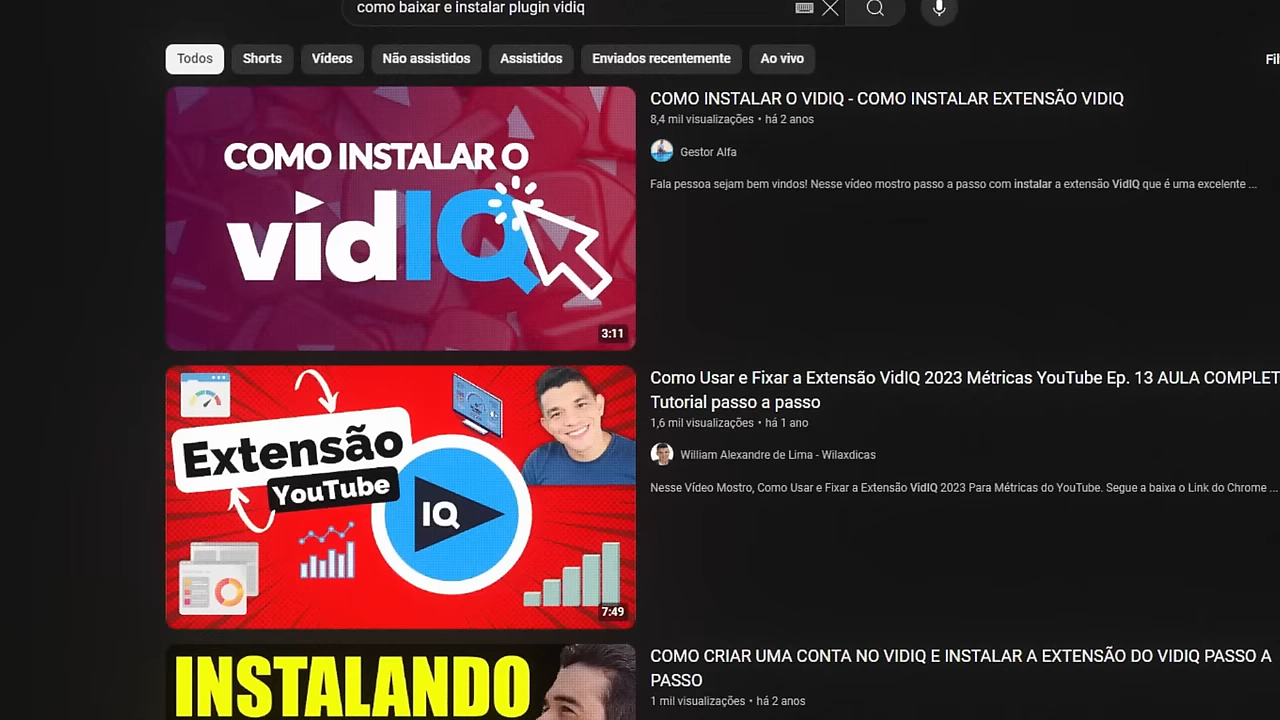 como baixar e instalar plugin vidiq
Todos
Shorts
Vídeos
Não assistidos
Assistidos
Enviados recentemente
Ao vivo
Fil
COMO INSTALAR O
vidIQ
3:11
COMO INSTALAR O VIDIQ - COMO INSTALAR EXTENSÃO VIDIQ
8,4 mil visualizações • há 2 anos
Gestor Alfa
Fala pessoa sejam bem vindos! Nesse vídeo mostro passo a passo com instalar a extensão VidIQ que é uma excelente ...
Extensão
YouTube
IQ
7:49
Como Usar e Fixar a Extensão VidIQ 2023 Métricas YouTube Ep. 13 AULA COMPLET
Tutorial passo a passo
1,6 mil visualizações • há 1 ano
William Alexandre de Lima - Wilaxdicas
Nesse Vídeo Mostro, Como Usar e Fixar a Extensão VidIQ 2023 Para Métricas do YouTube. Segue a baixa o Link do Chrome ...
INSTALANDO
COMO CRIAR UMA CONTA NO VIDIQ E INSTALAR A EXTENSÃO DO VIDIQ PASSO A
PASSO
1 mil visualizações • há 2 anos